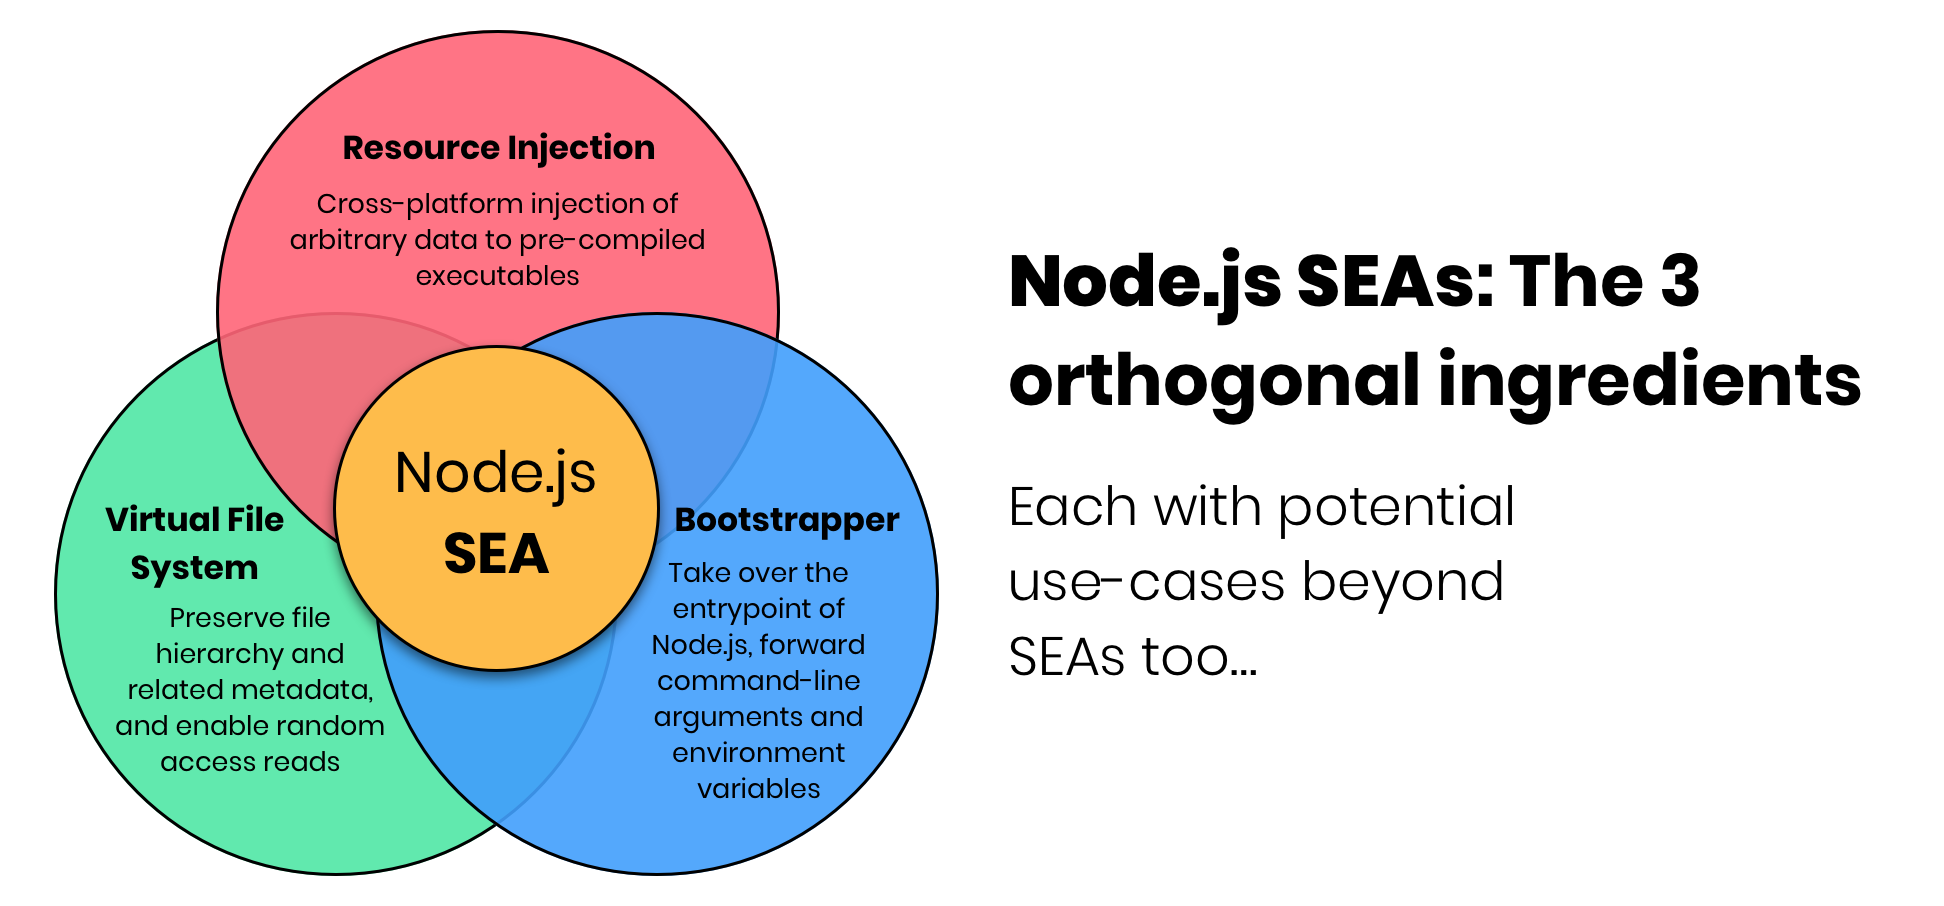 Resource Injection
Cross-platform injection of
arbitrary data to pre-compiled
executables
Node.js
SEA
Virtual File
System
Preserve file
hierarchy and
related metadata,
and enable random
access reads
Bootstrapper
Take over the
entrypoint of
Node.js, forward
command-line
arguments and
environment
variables
Node.js SEAs: The 3
orthogonal ingredients
Each with potential
use-cases beyond
SEAs too...